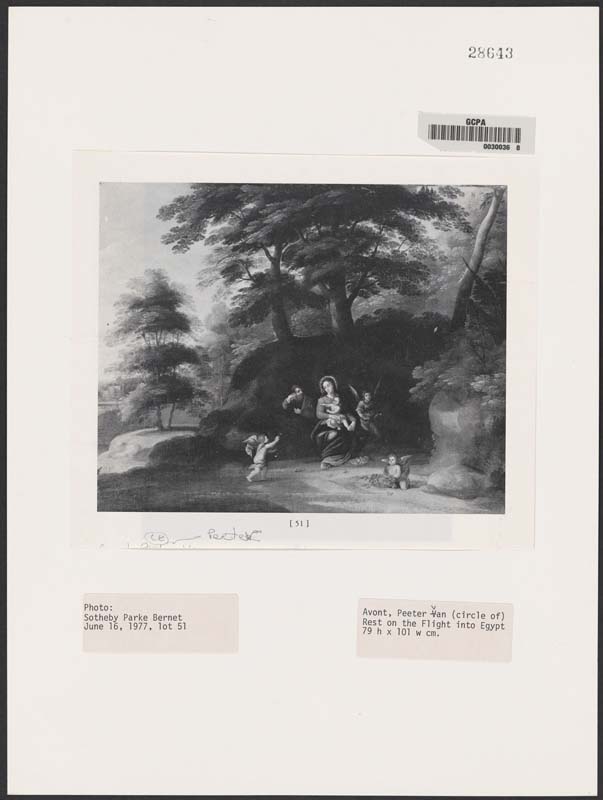 28643
GCPA
0030036 8
[51]
Peeter
Photo:
Sotheby Parke Bernet
June 16, 1977, lot 51
v
Avont, Peeter Van (circle of)
Rest on the Flight into Egypt
79 h x 101 w cm.